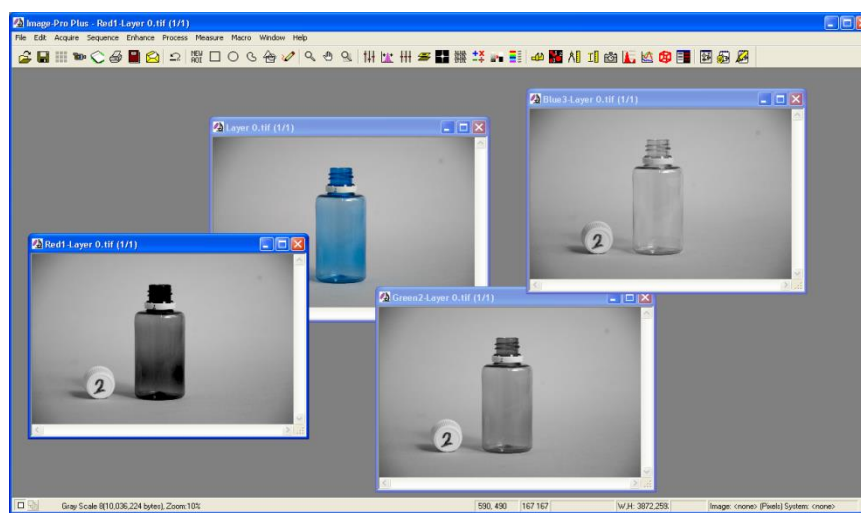 Image-Pro Plus - Red1-Layer 0.tif (1/1)
File Edit Acquire Sequence Enhance Process Measure Macro Window Help
NEW
AOI
Blue3-Layer 0.tif (1/1)
Layer 0.tif (1/1)
2
Red1-Layer 0.tif (1/1)
2
Green2-Layer 0.tif (1/1)
2
Gray Scale 8(10,036,224 bytes), Zoom:10%
590, 490
167 167
W,H: 3872,259
Image: <none> (Pixels) System: <none>